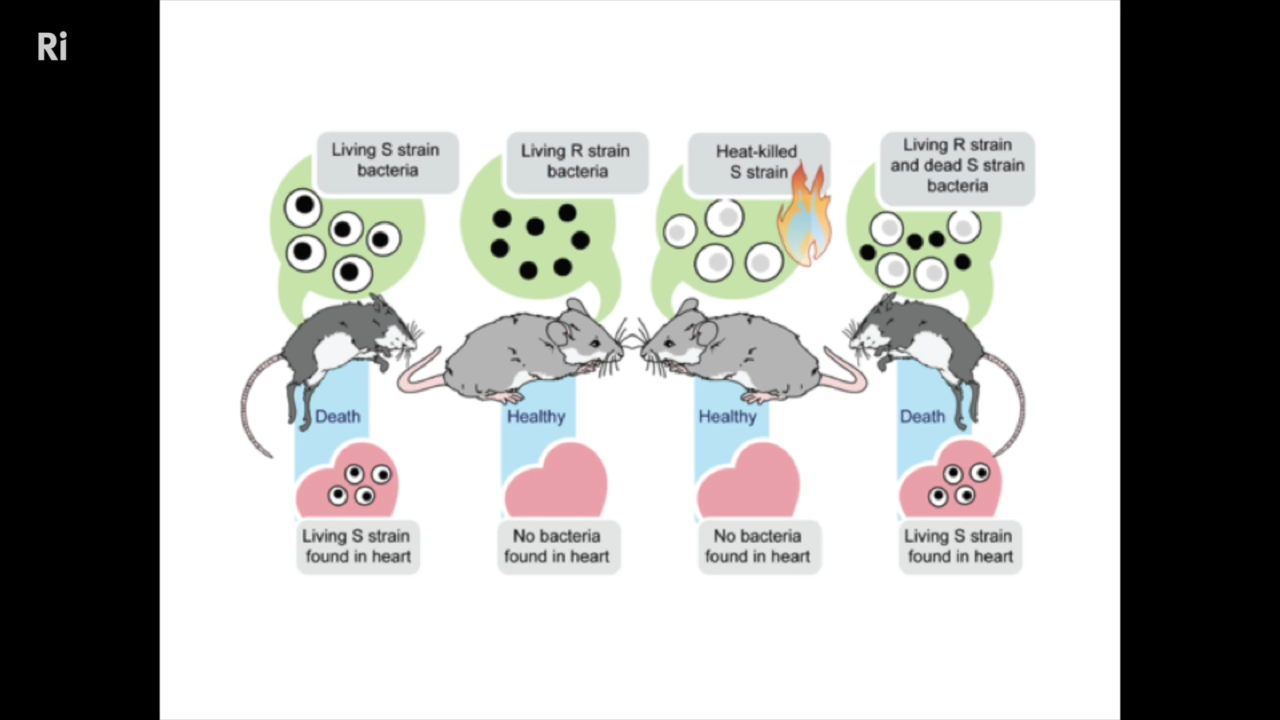 Ri
Living S strain
bacteria
Living R strain
bacteria
Heat-killed
S strain
Living R strain
and dead S strain
bacteria
Death
Healthy
Healthy
Death
Living S strain
found in heart
No bacteria
found in heart
No bacteria
found in heart
Living S strain
found in heart